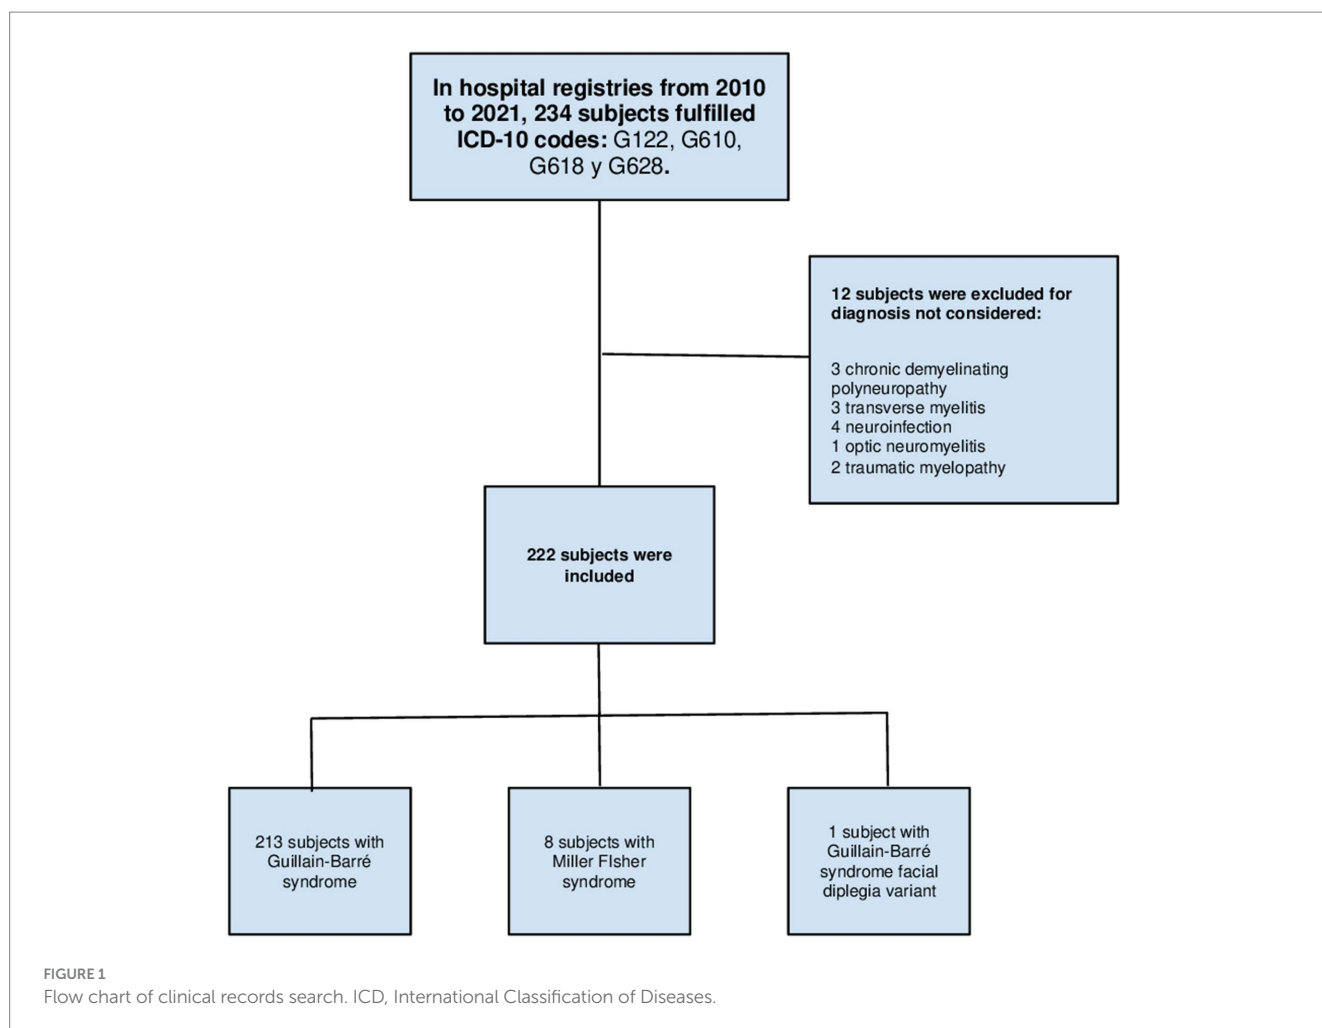 In hospital registries from 2010
to 2021, 234 subjects fulfilled
ICD-10 codes: G122, G610,
G618 y G628.
12 subjects were excluded for
diagnosis not considered:
3 chronic demyelinating
polyneuropathy
3 transverse myelitis
4 neuroinfection
1 optic neuromyelitis
2 traumatic myelopathy
222 subjects were
included
213 subjects with
Guillain-Barré
syndrome
8 subjects with
Miller FIsher
syndrome
1 subject with
Guillain-Barré
syndrome facial
diplegia variant
FIGURE 1
Flow chart of clinical records search. ICD, International Classification of Diseases.